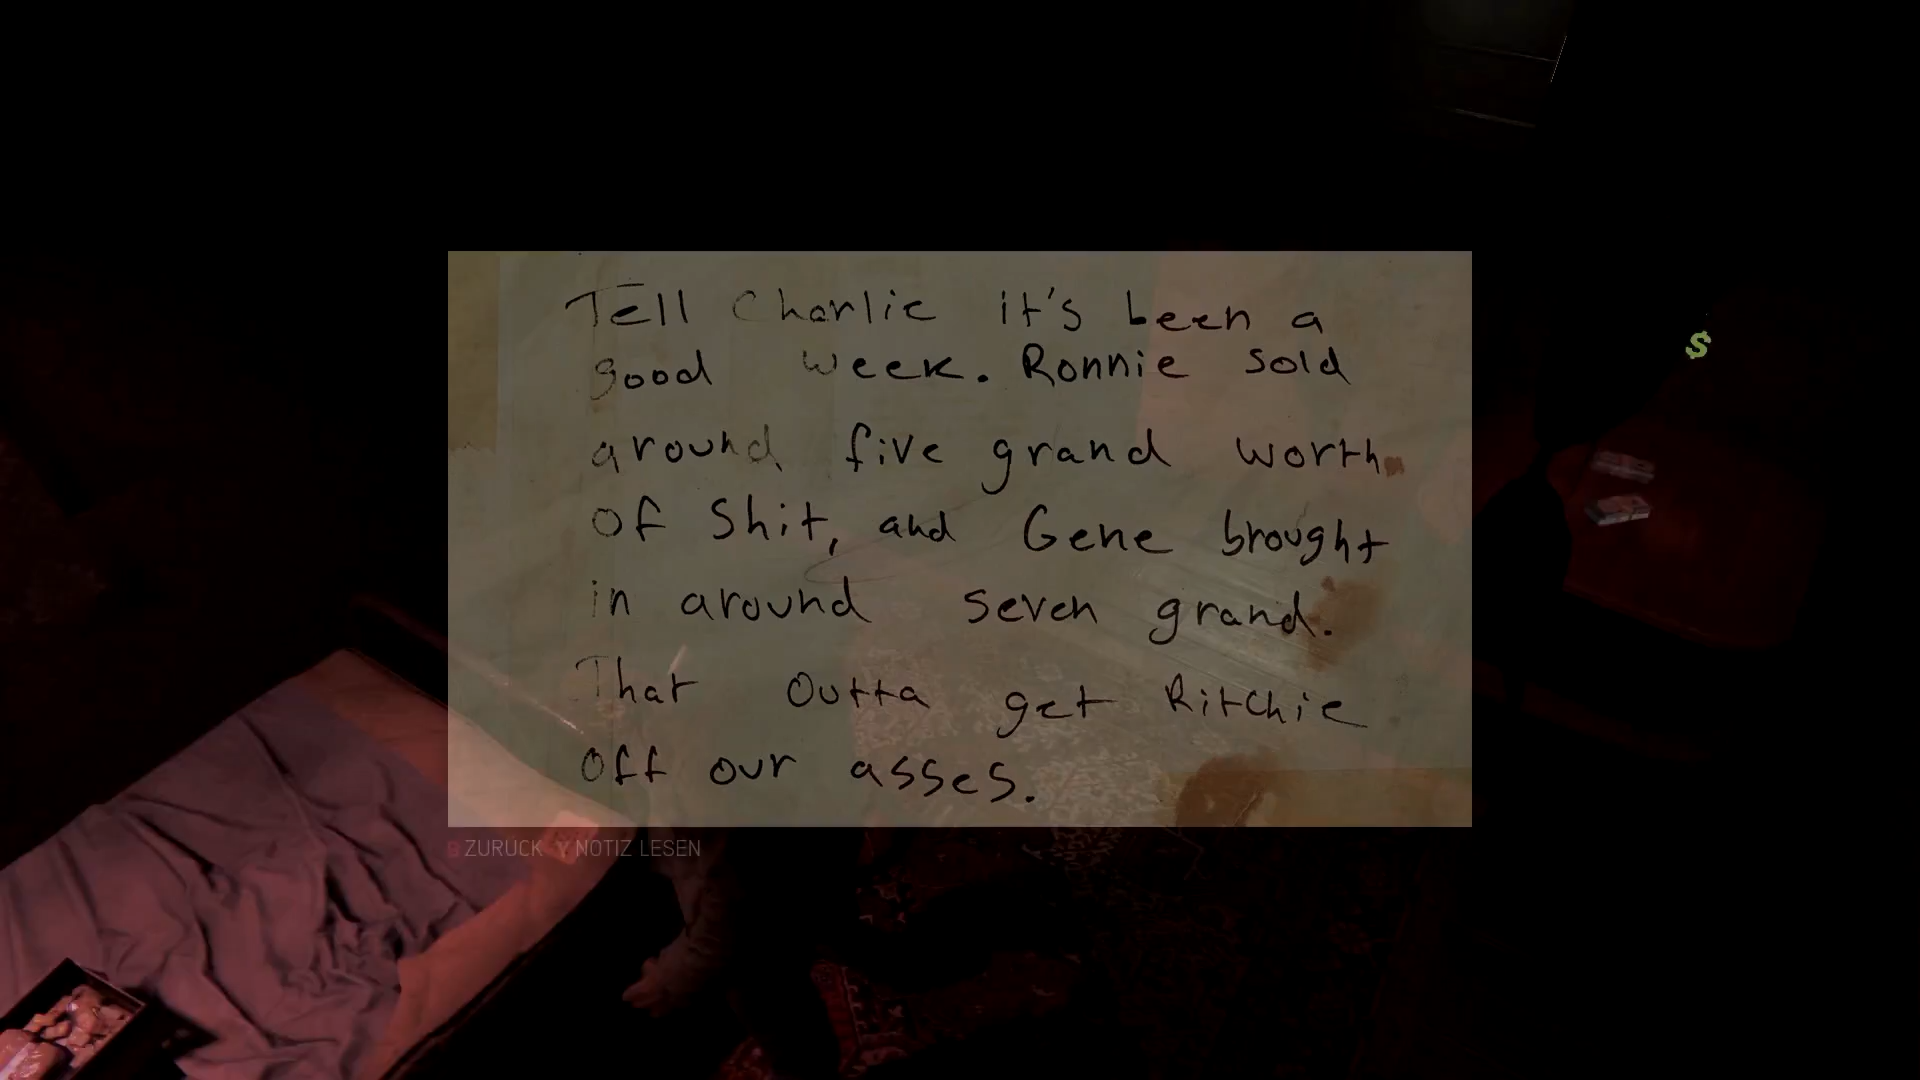 Tell Charlie it's been a
good week. Ronnie sold
around five grand worth
of shit, and Gene brought
in around seven grand.
That Outta get Ritchie
Off our asses.
$
B ZURÜCK Y NOTIZ LESEN